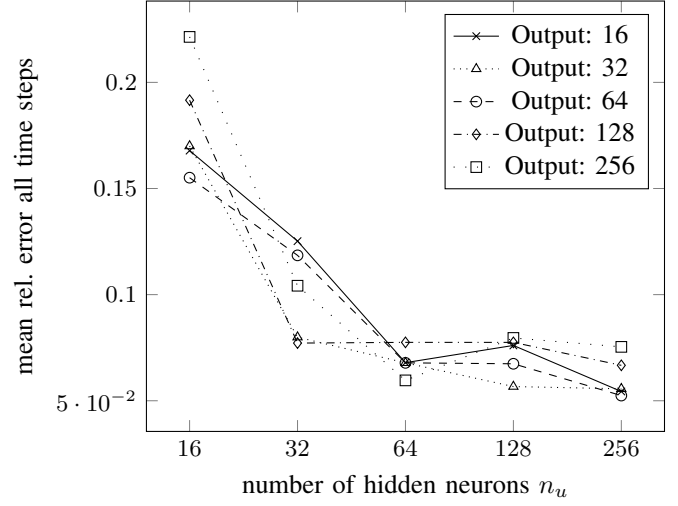 Output: 16
Output: 32
Output: 64
Output: 128
Output: 256
mean rel. error all time steps
0.2
0.15
0.1
5 · 10⁻²
16 32 64 128 256
number of hidden neurons nᵤ